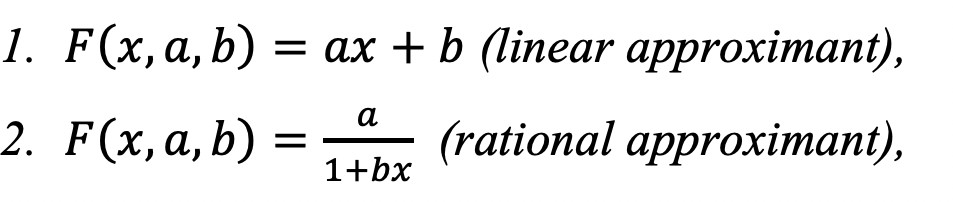 1. F(x, a, b) = ax + b (linear approximant),
2. F(x, a, b) = a/(1+bx) (rational approximant),